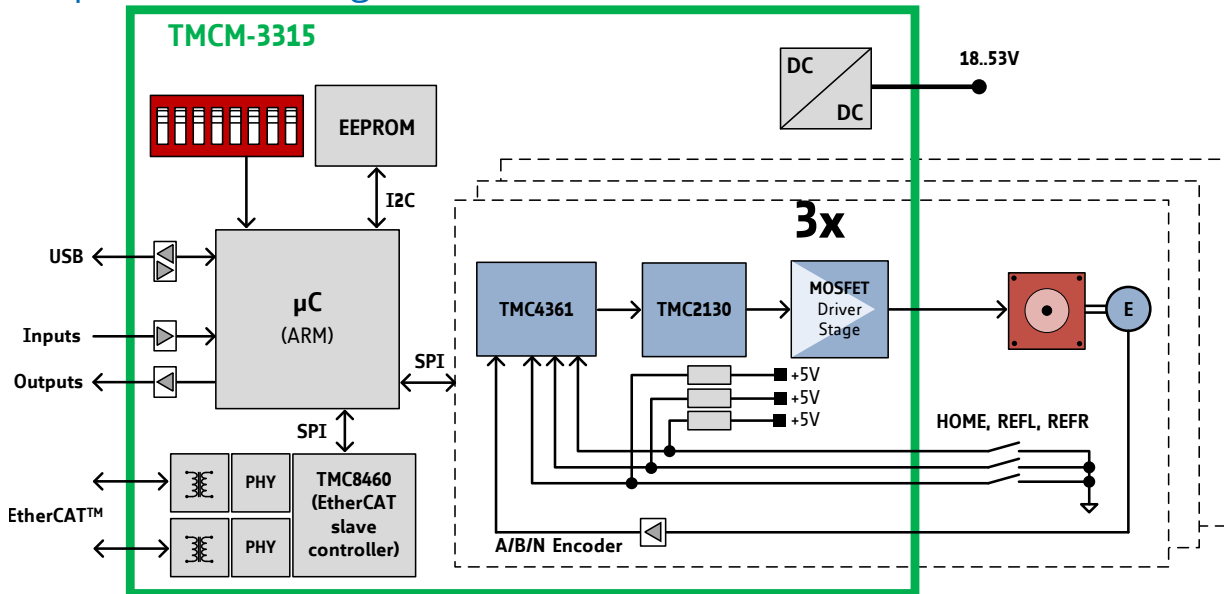 TMCM-3315
DC
DC
18..53V
EEPROM
I2C
3x
USB
µC
(ARM)
TMC4361
TMC2130
MOSFET
Driver
Stage
E
Inputs
Outputs
SPI
+5V
+5V
+5V
HOME, REFL, REFR
SPI
EtherCAT™
PHY
PHY
TMC8460
(EtherCAT
slave
controller)
A/B/N Encoder